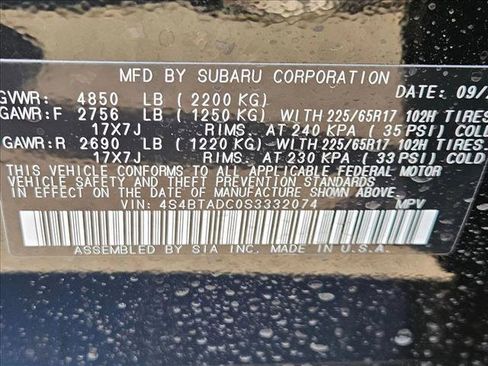 MFD BY SUBARU CORPORATION
DATE: 09/
GVWR: 4850 LB ( 2200 KG)
GAWR:F 2756 LB ( 1250 KG) WITH 225/65R17 102H TIRES
17X7J RIMS. AT 240 KPA ( 35 PSI) COLD
GAWR:R 2690 LB ( 1220 KG) WITH 225/65R17 102H TIRES
17X7J RIMS. AT 230 KPA ( 33 PSI) COLD
THIS VEHICLE CONFORMS TO ALL APPLICABLE FEDERAL MOTOR
VEHICLE SAFETY AND THEFT PREVENTION STANDARDS
IN EFFECT ON THE DATE OF MANUFACTURE SHOWN ABOVE.
VIN: 4S4BTADC0S3332074 MPV
ASSEMBLED BY SIA INC. MADE IN U.S.A.